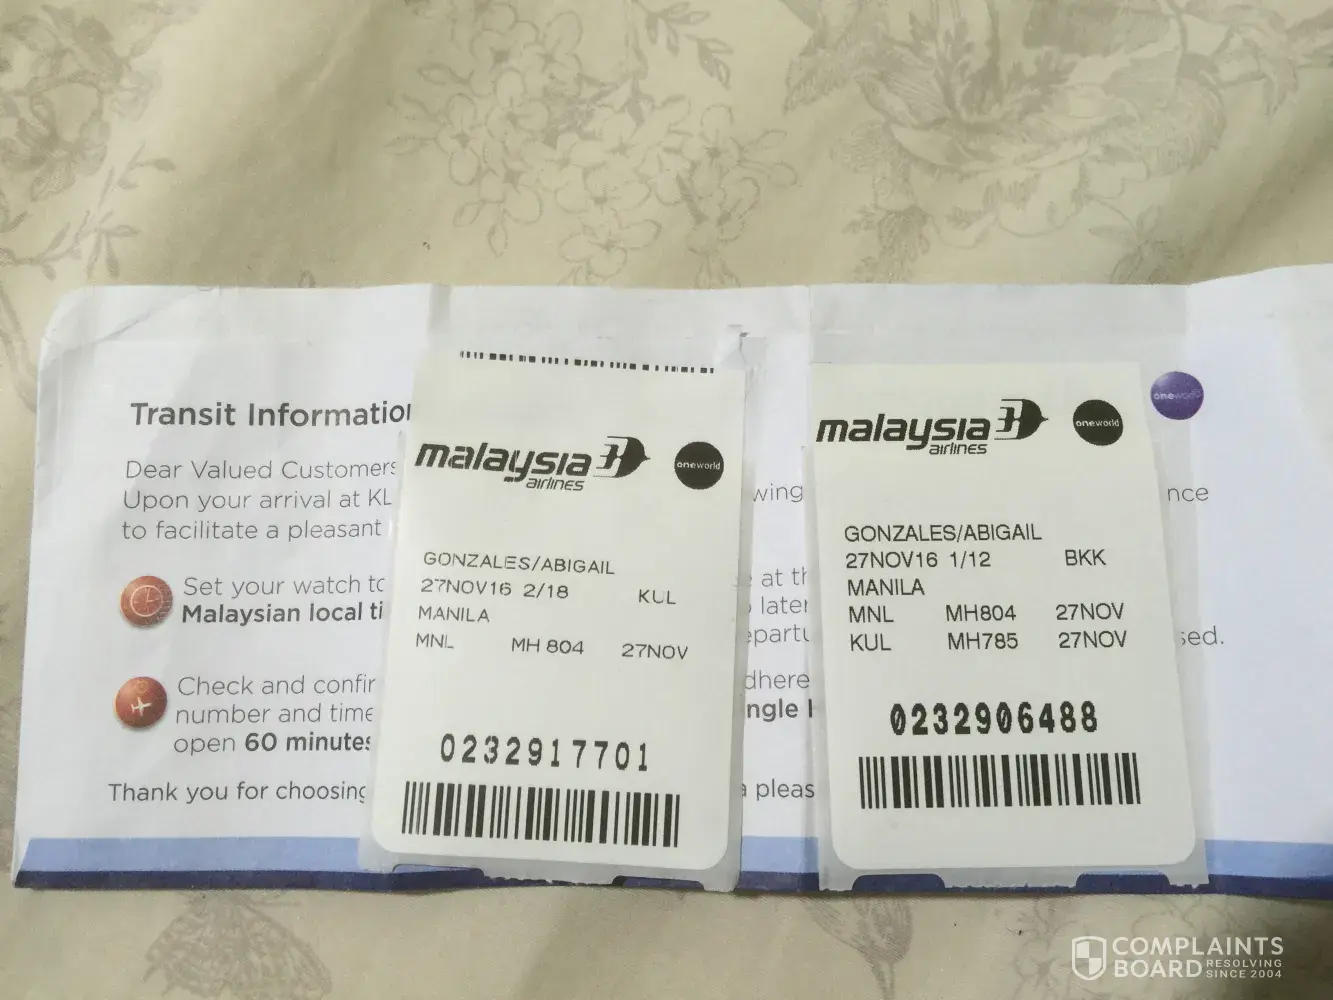 Transit Informatio
Dear Valued Customers
Upon your arrival at KL
to facilitate a pleasant
Set your watch to
Malaysian local ti
Check and confir
number and time
open 60 minutes
Thank you for choosing
malaysia
airlines
oneworld
GONZALES/ABIGAIL
27NOV16 2/18 KUL
MANILA
MNL MH 804 27NOV
0232917701
wing
at th
later
epartu
dhere
ngle
a pleas
malaysia
airlines
oneworld
GONZALES/ABIGAIL
27NOV16 1/12 BKK
MANILA
MNL MH804 27NOV
KUL MH785 27NOV
0232906488
oneworld
nce
sed.
COMPLAINTS
BOARD RESOLVING
SINCE 2004